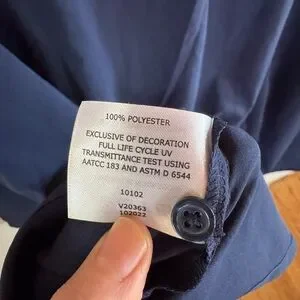 100% POLYESTER
EXCLUSIVE OF DECORATION
FULL LIFE CYCLE UV
TRANSMITTANCE TEST USING
AATCC 183 AND ASTM D 6544
10102
V20363
102022